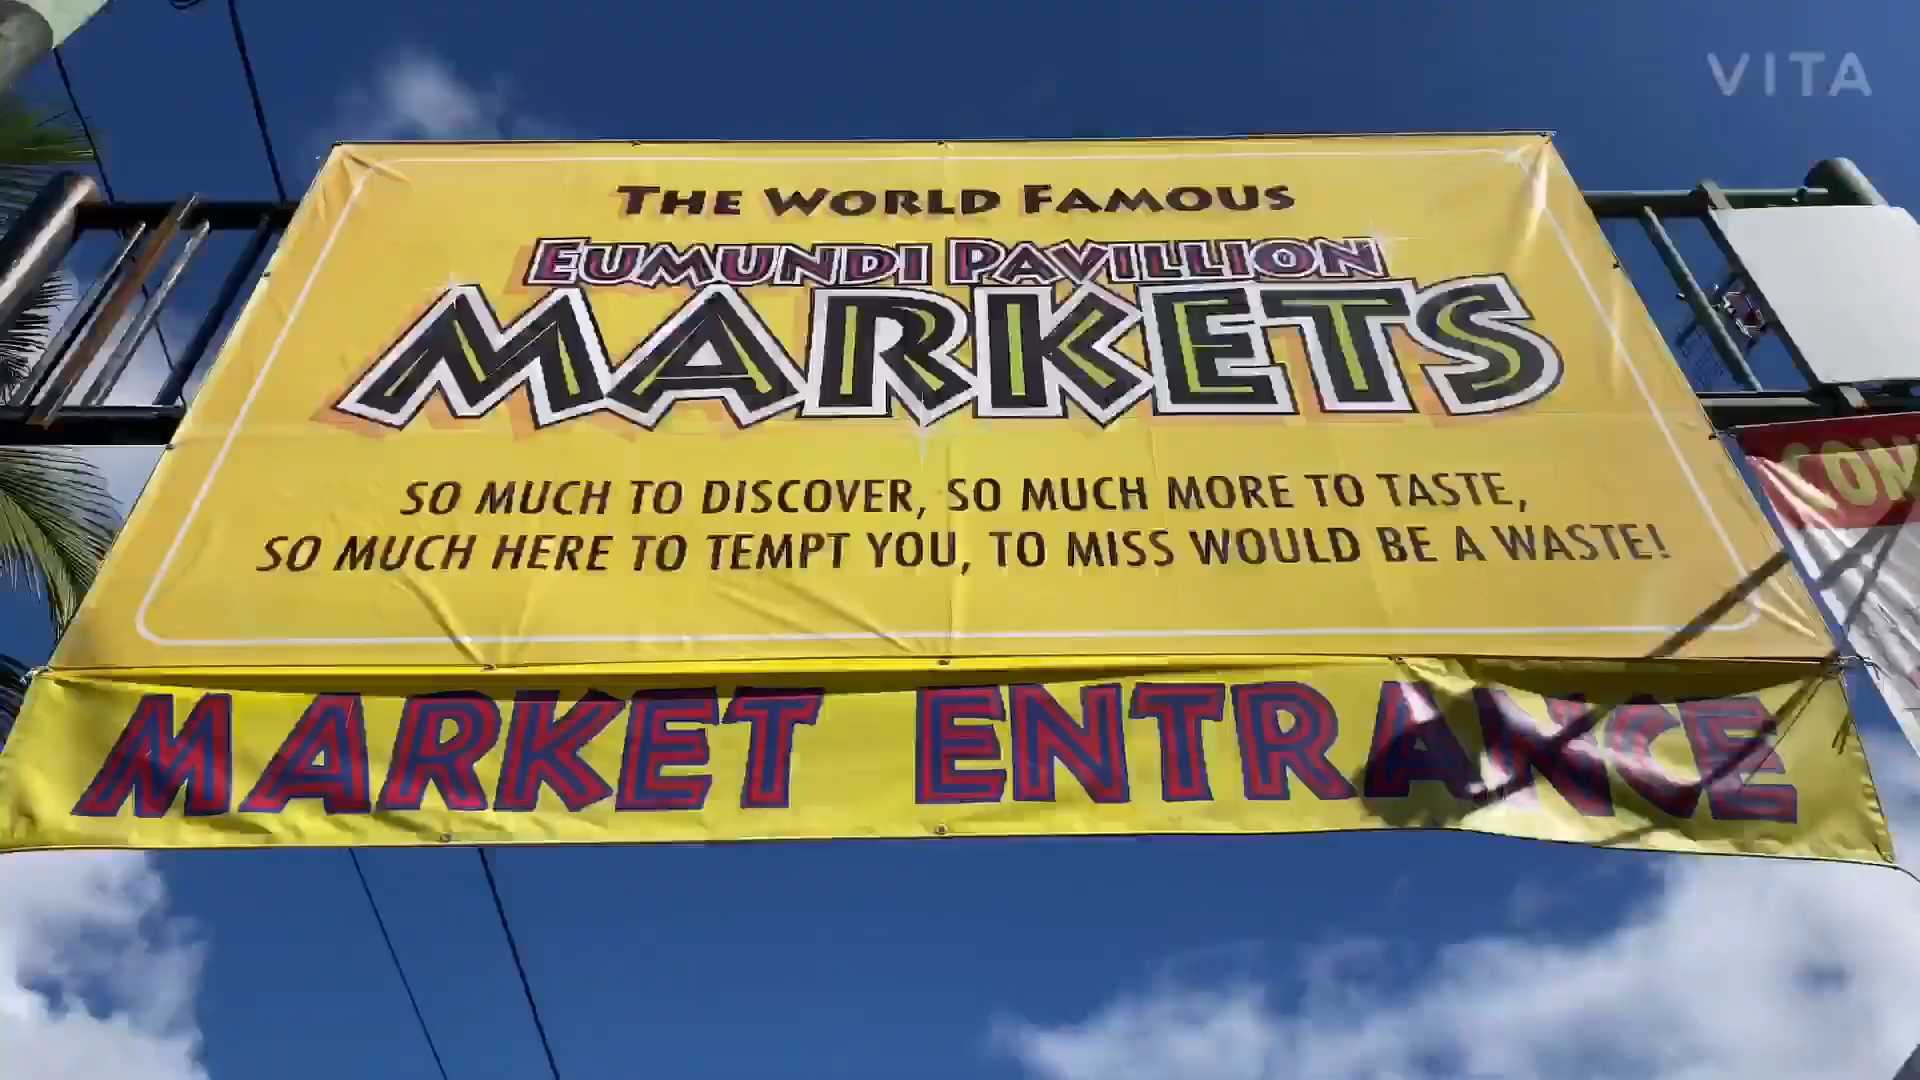 VITA
THE WORLD FAMOUS
EUMUNDI PAVILLION
MARKETS
SO MUCH TO DISCOVER, SO MUCH MORE TO TASTE,
SO MUCH HERE TO TEMPT YOU, TO MISS WOULD BE A WASTE!
MARKET ENTRANCE